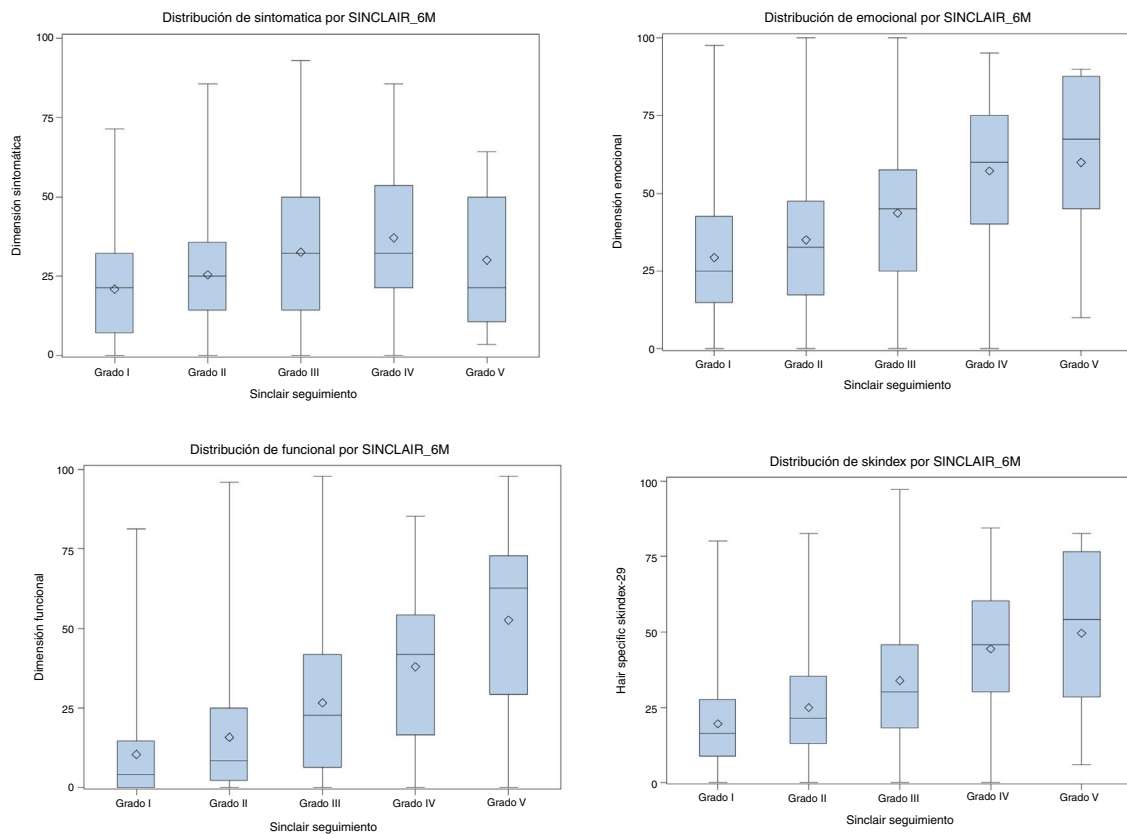 Distribución de sintomatica por SINCLAIR_6M
100
75
50
25
0
Dimensión sintomática
Grado I
Grado II
Grado III
Grado IV
Grado V
Sinclair seguimiento
Distribución de emocional por SINCLAIR_6M
100
75
50
25
0
Dimensión emocional
Grado I
Grado II
Grado III
Grado IV
Grado V
Sinclair seguimiento
Distribución de funcional por SINCLAIR_6M
100
75
50
25
0
Dimensión funcional
Grado I
Grado II
Grado III
Grado IV
Grado V
Sinclair seguimiento
Distribución de skindex por SINCLAIR_6M
100
75
50
25
0
Hair specific skindex-29
Grado I
Grado II
Grado III
Grado IV
Grado V
Sinclair seguimiento